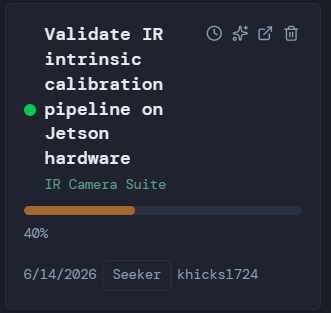 Validate IR
intrinsic
calibration
pipeline on
Jetson
hardware
IR Camera Suite
40%
6/14/2026 Seeker khicks1724